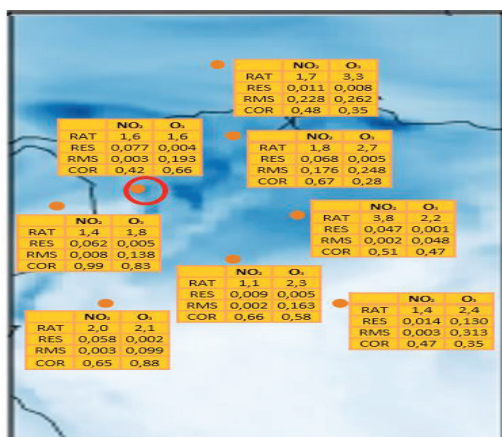 NO₂ O₃
RAT 1,7 3,3
RES 0,011 0,008
RMS 0,228 0,262
COR 0,48 0,35
NO₂ O₃
RAT 1,6 1,6
RES 0,077 0,004
RMS 0,003 0,193
COR 0,42 0,66
NO₂ O₃
RAT 1,8 2,7
RES 0,068 0,005
RMS 0,176 0,248
COR 0,67 0,28
NO₂ O₃
RAT 1,4 1,8
RES 0,062 0,005
RMS 0,008 0,138
COR 0,99 0,83
NO₂ O₃
RAT 3,8 2,2
RES 0,047 0,001
RMS 0,002 0,048
COR 0,51 0,47
NO₂ O₃
RAT 1,1 2,3
RES 0,009 0,005
RMS 0,002 0,163
COR 0,66 0,58
NO₂ O₃
RAT 2,0 2,1
RES 0,058 0,002
RMS 0,003 0,099
COR 0,65 0,88
NO₂ O₃
RAT 1,4 2,4
RES 0,014 0,130
RMS 0,003 0,313
COR 0,47 0,35